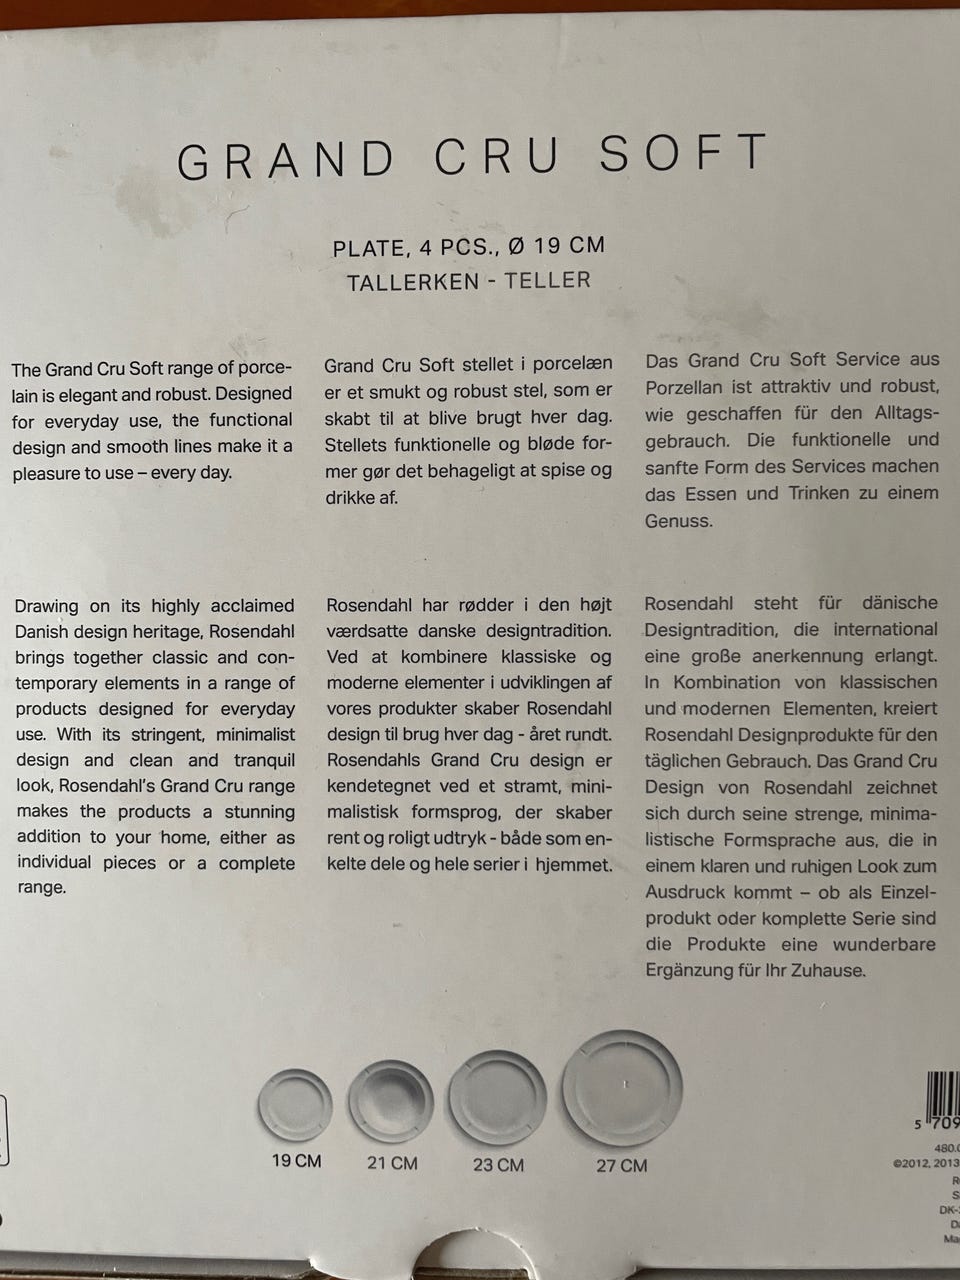 GRAND CRU SOFT
PLATE, 4 PCS., Ø 19 CM
TALLERKEN - TELLER
The Grand Cru Soft range of porce-
lain is elegant and robust. Designed
for everyday use, the functional
design and smooth lines make it a
pleasure to use – every day.
Grand Cru Soft stellet i porcelæn
er et smukt og robust stel, som er
skabt til at blive brugt hver dag.
Stellets funktionelle og bløde for-
mer gør det behageligt at spise og
drikke af.
Das Grand Cru Soft Service aus
Porzellan ist attraktiv und robust,
wie geschaffen für den Alltags-
gebrauch. Die funktionelle und
sanfte Form des Services machen
das Essen und Trinken zu einem
Genuss.
Drawing on its highly acclaimed
Danish design heritage, Rosendahl
brings together classic and con-
temporary elements in a range of
products designed for everyday
use. With its stringent, minimalist
design and clean and tranquil
look, Rosendahl's Grand Cru range
makes the products a stunning
addition to your home, either as
individual pieces or a complete
range.
Rosendahl har rødder i den højt
værdsatte danske designtradition.
Ved at kombinere klassiske og
moderne elementer i udviklingen af
vores produkter skaber Rosendahl
design til brug hver dag - året rundt.
Rosendahls Grand Cru design er
kendetegnet ved et stramt, mini-
malistisk formsprog, der skaber
rent og roligt udtryk - både som en-
kelte dele og hele serier i hjemmet.
Rosendahl steht für dänische
Designtradition, die international
eine große anerkennung erlangt.
In Kombination von klassischen
und modernen Elementen, kreiert
Rosendahl Designprodukte für den
täglichen Gebrauch. Das Grand Cru
Design von Rosendahl zeichnet
sich durch seine strenge, minima-
listische Formsprache aus, die in
einem klaren und ruhigen Look zum
Ausdruck kommt – ob als Einzel-
produkt oder komplette Serie sind
die Produkte eine wunderbare
Ergänzung für Ihr Zuhause.
19 CM
21 CM
23 CM
27 CM
5 709
480.
©2012, 2013
DK-